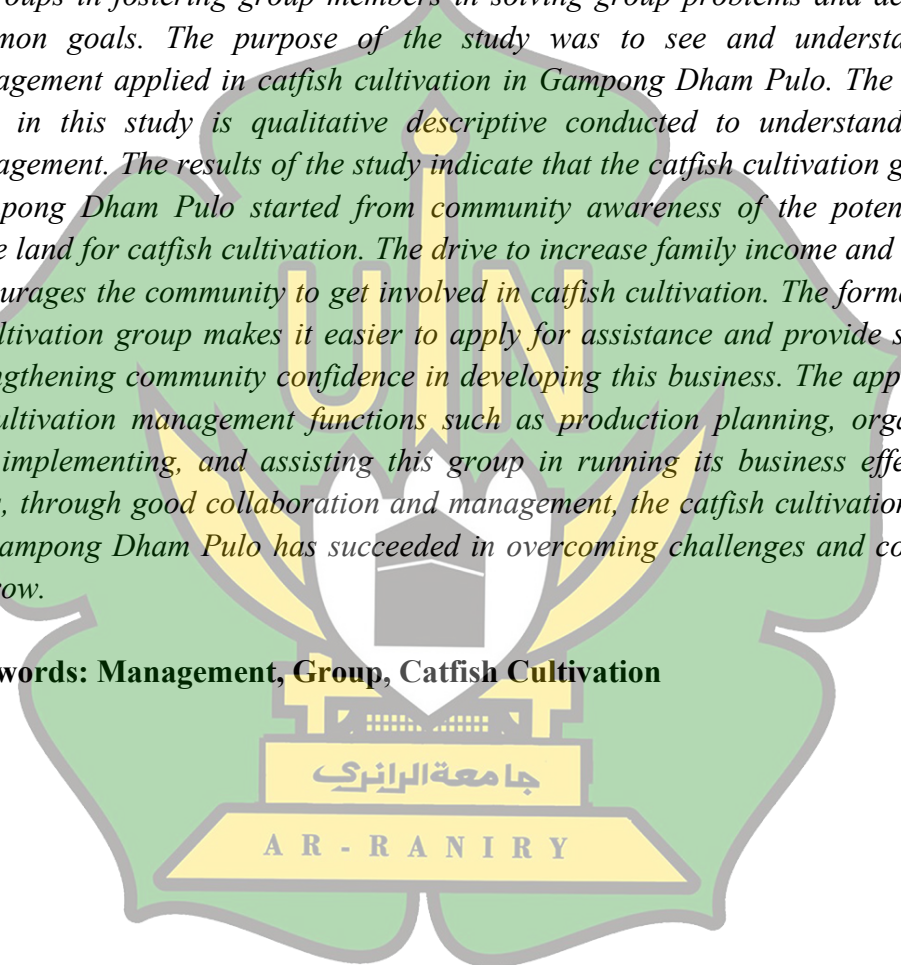 oups in fostering group members in solving group problems and ac
mon goals. The purpose of the study was to see and understa
agement applied in catfish cultivation in Gampong Dham Pulo. The
in this study is qualitative descriptive conducted to understand
agement. The results of the study indicate that the catfish cultivation g
pong Dham Pulo started from community awareness of the poten
e land for catfish cultivation. The drive to increase family income and
urages the community to get involved in catfish cultivation. The forma
ltivation group makes it easier to apply for assistance and provide s
ngthening community confidence in developing this business. The app
ultivation management functions such as production planning, orga
implementing, and assisting this group in running its business effe
, through good collaboration and management, the catfish cultivation
ampong Dham Pulo has succeeded in overcoming challenges and co
row.
words: Management, Group, Catfish Cultivation
UIN
جامعة الرانري
AR-RANIRY